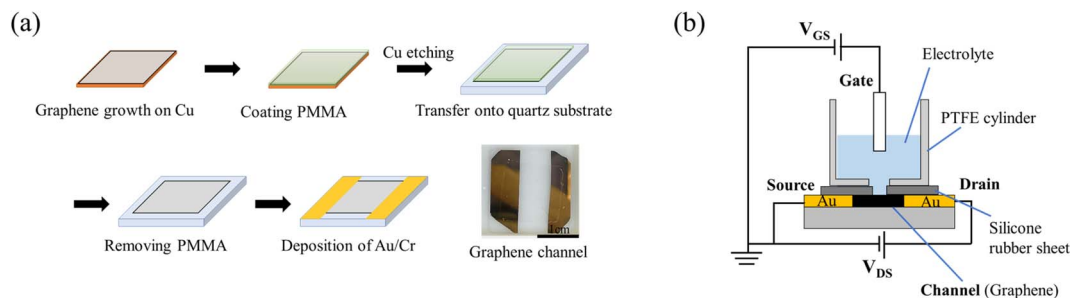 (a)
Graphene growth on Cu
Coating PMMA
Cu etching
Transfer onto quartz substrate
Removing PMMA
Deposition of Au/Cr
1cm
Graphene channel
(b)
VGS
Gate
Electrolyte
PTFE cylinder
Source
Drain
Au
Au
Silicone
rubber sheet
VDS
Channel (Graphene)